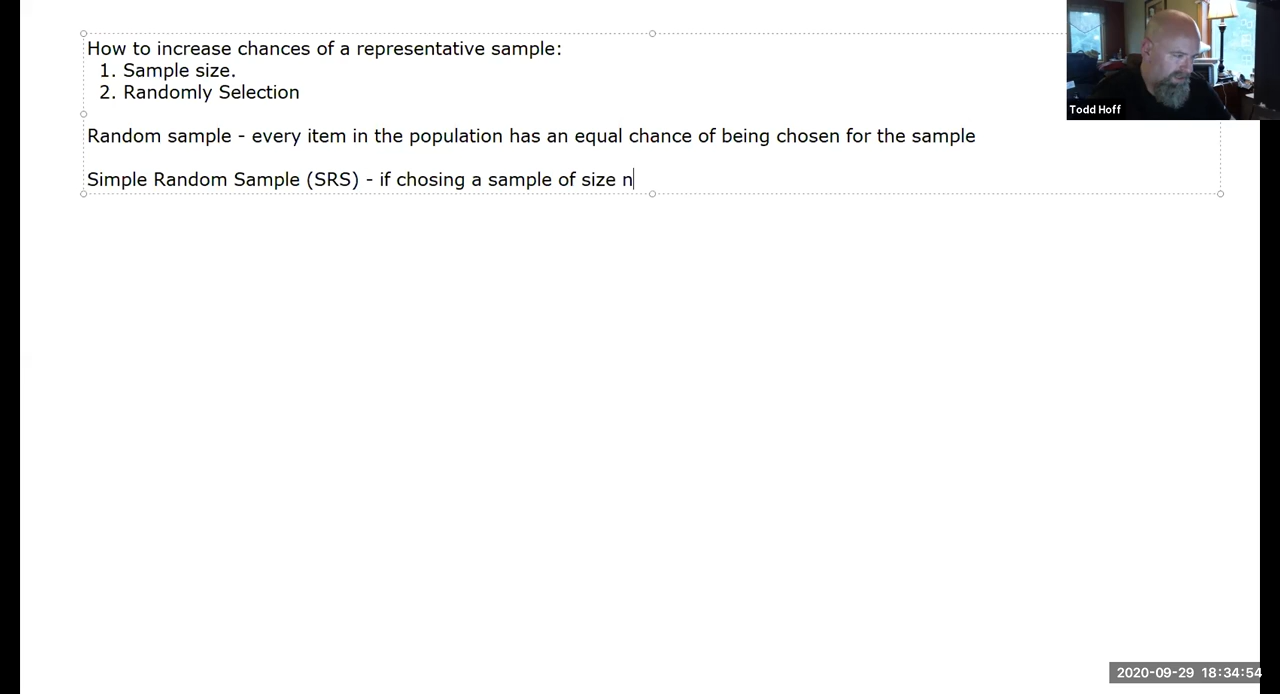 How to increase chances of a representative sample:
1. Sample size.
2. Randomly Selection
Random sample - every item in the population has an equal chance of being chosen for the sample
Simple Random Sample (SRS) - if chosing a sample of size n
Todd Hoff
2020-09-29 18:34:54